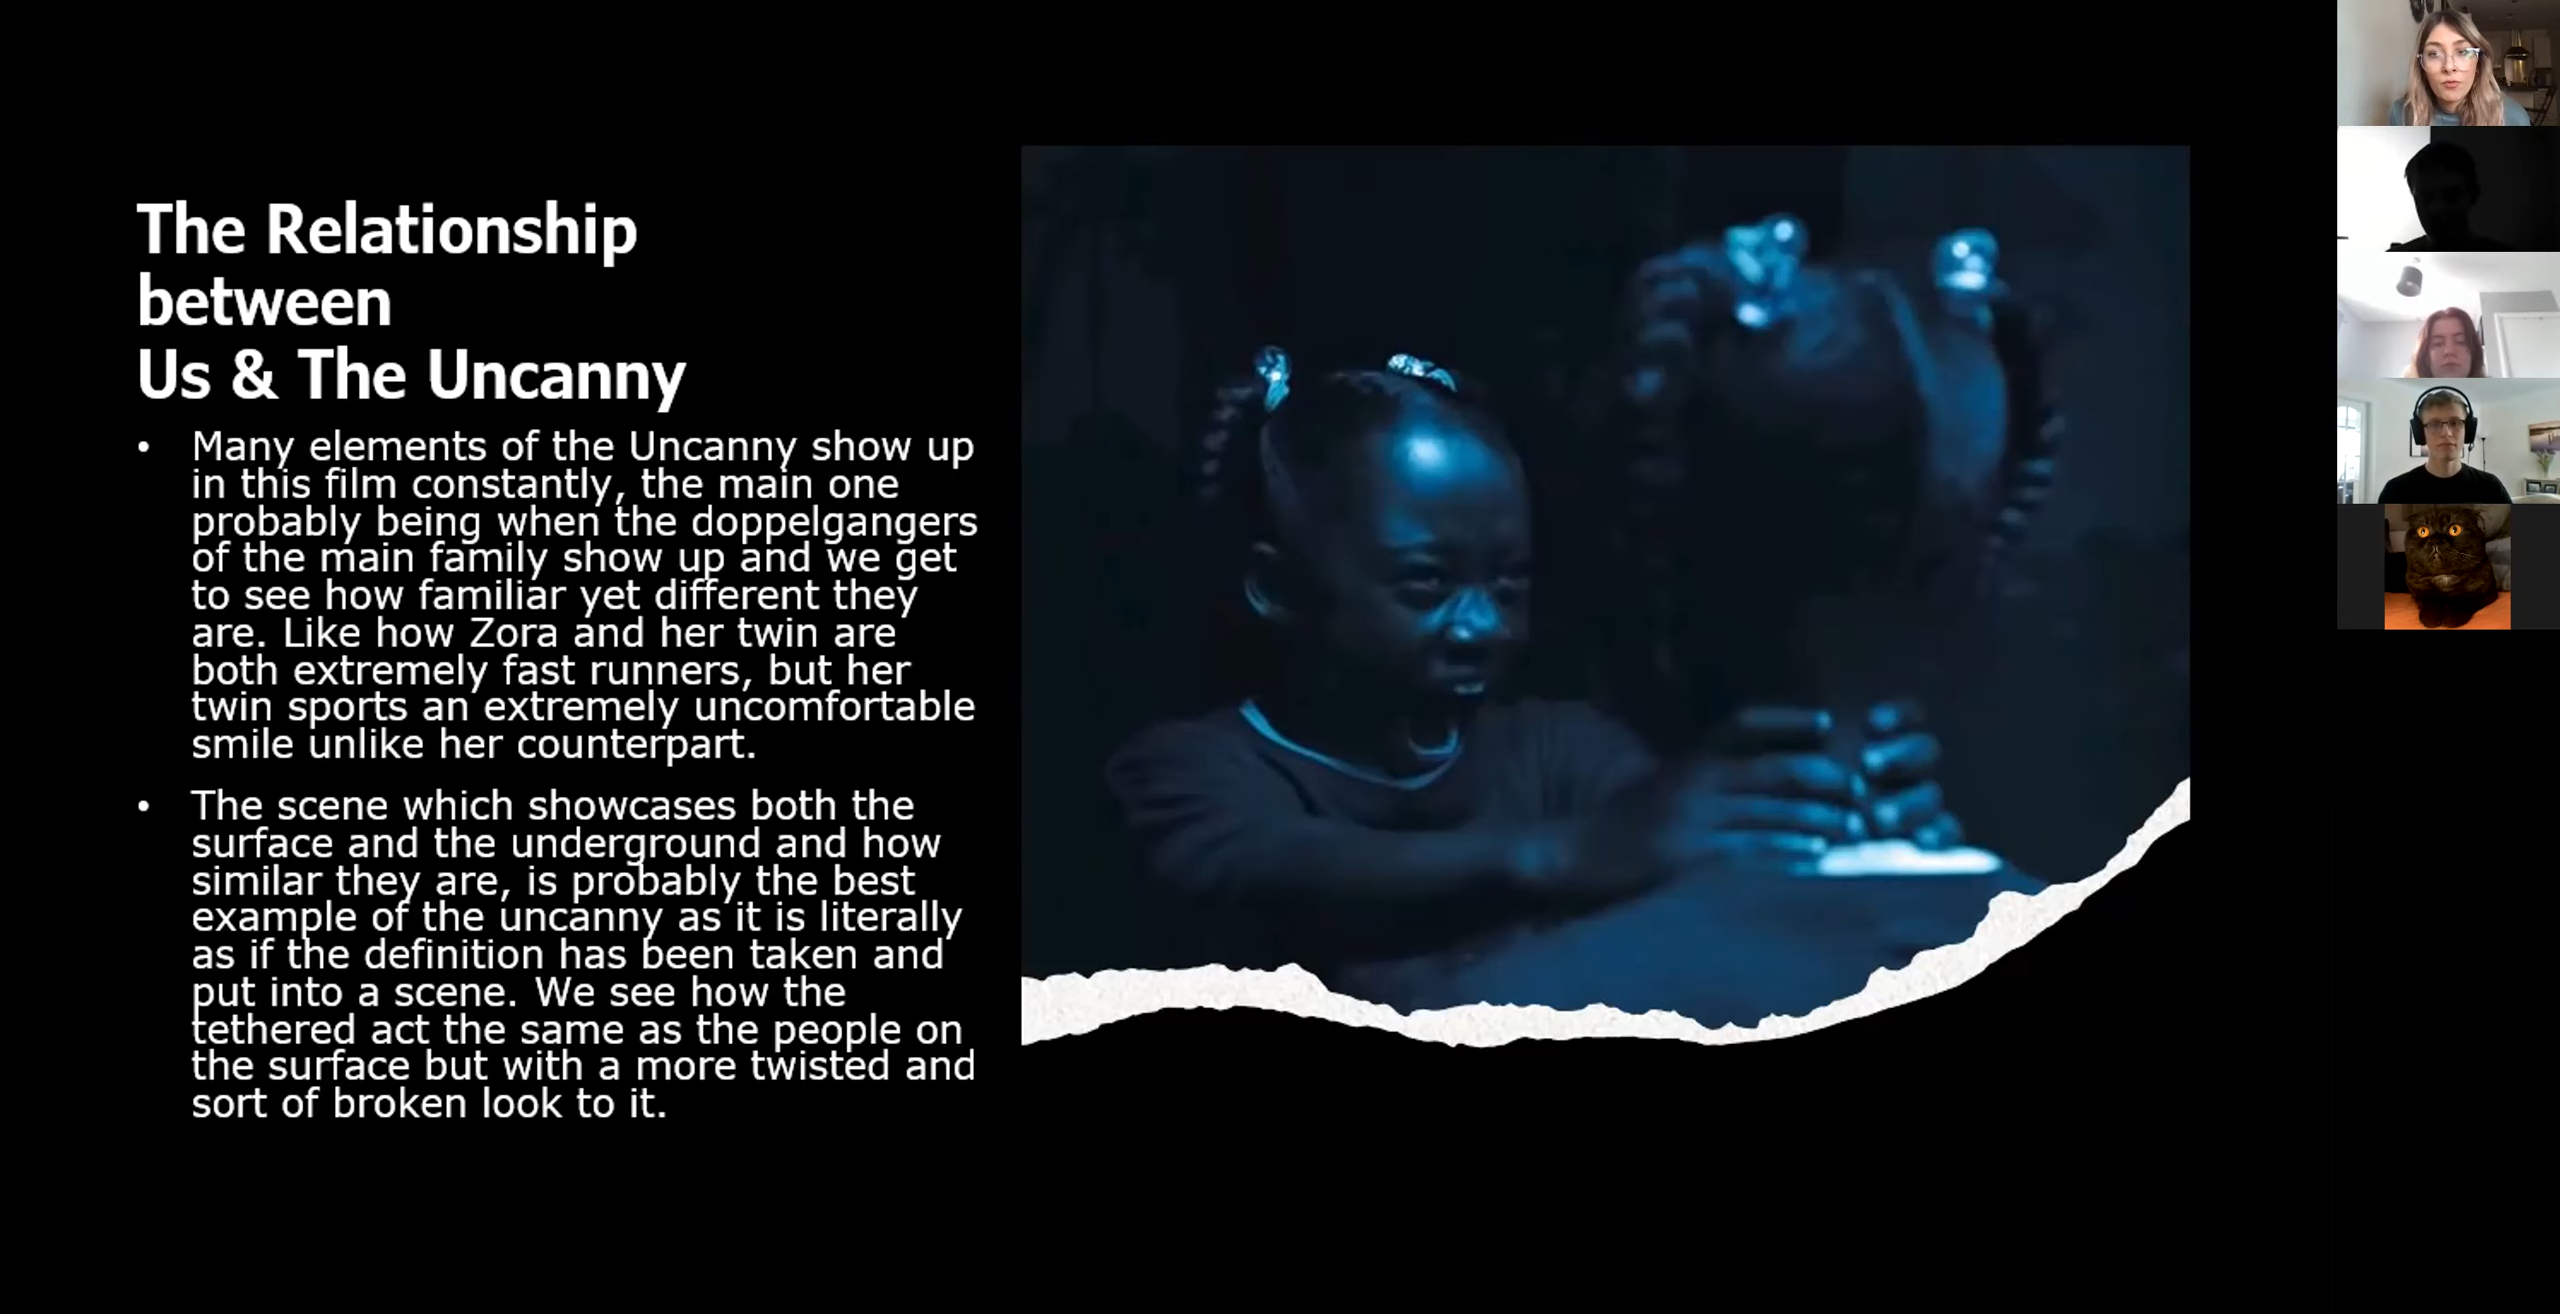 The Relationship
between
Us & The Uncanny
• Many elements of the Uncanny show up
in this film constantly, the main one
probably being when the doppelgangers
of the main family show up and we get
to see how familiar yet different they
are. Like how Zora and her twin are
both extremely fast runners, but her
twin sports an extremely uncomfortable
smile unlike her counterpart.
• The scene which showcases both the
surface and the underground and how
similar they are, is probably the best
example of the uncanny as it is literally
as if the definition has been taken and
put into a scene. We see how the
tethered act the same as the people on
the surface but with a more twisted and
sort of broken look to it.